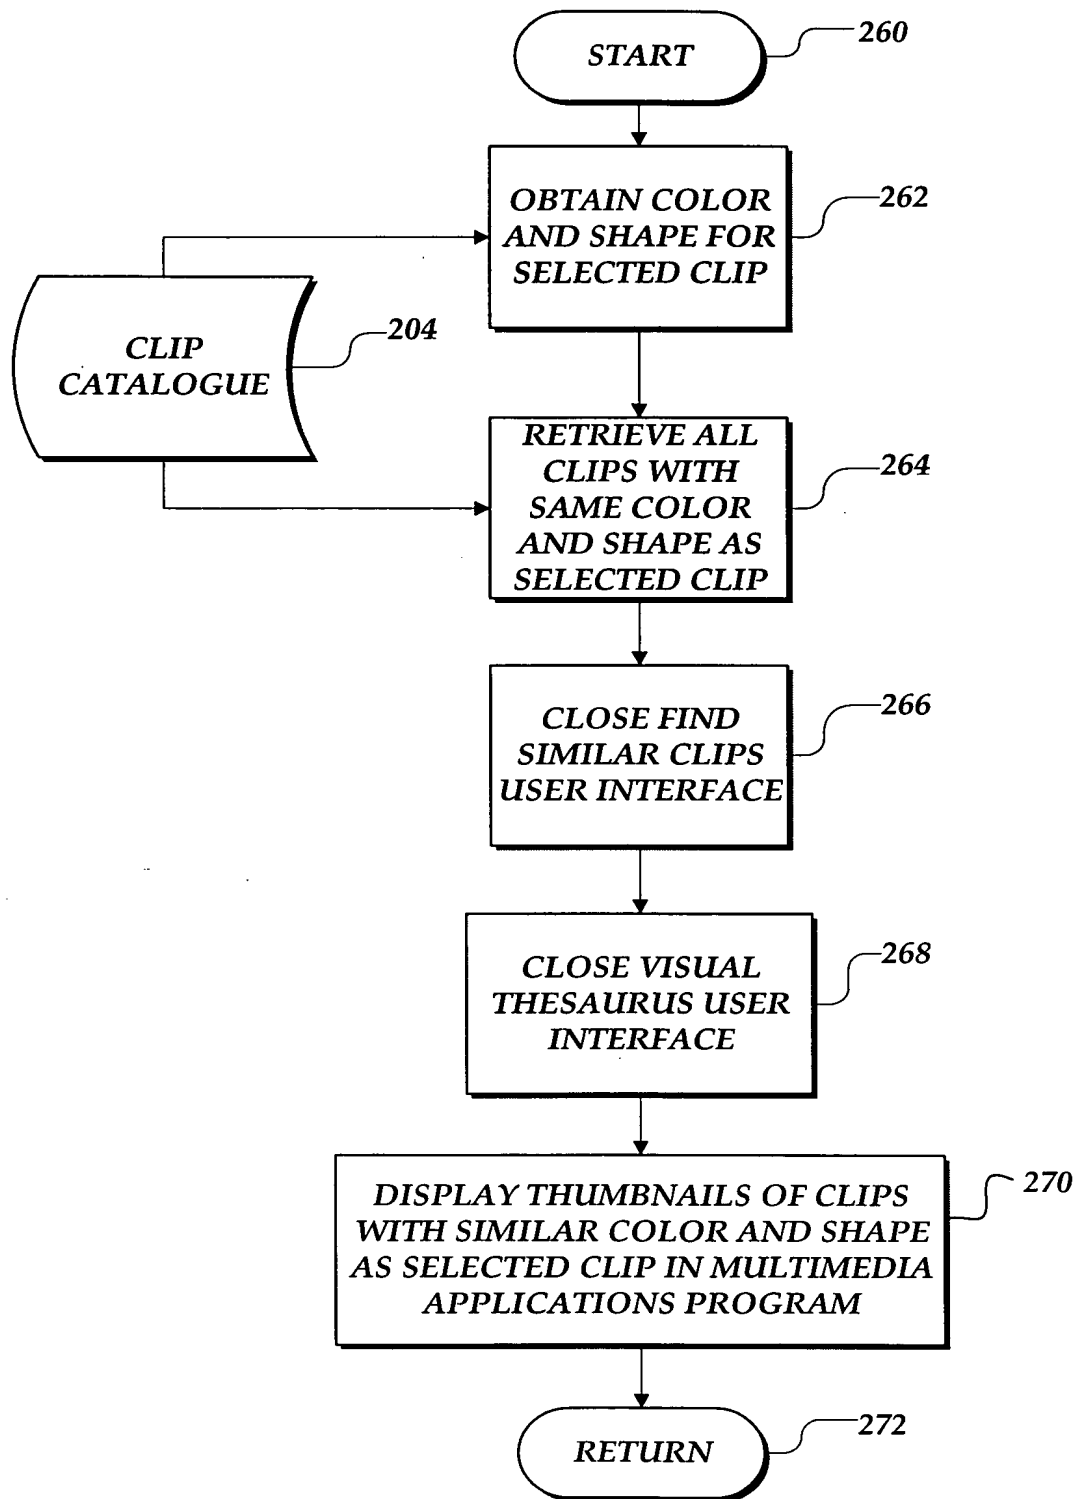 START
260
OBTAIN COLOR
AND SHAPE FOR
SELECTED CLIP
262
CLIP
CATALOGUE
204
RETRIEVE ALL
CLIPS WITH
SAME COLOR
AND SHAPE AS
SELECTED CLIP
264
CLOSE FIND
SIMILAR CLIPS
USER INTERFACE
266
CLOSE VISUAL
THESAURUS USER
INTERFACE
268
DISPLAY THUMBNAILS OF CLIPS
WITH SIMILAR COLOR AND SHAPE
AS SELECTED CLIP IN MULTIMEDIA
APPLICATIONS PROGRAM
270
RETURN
272